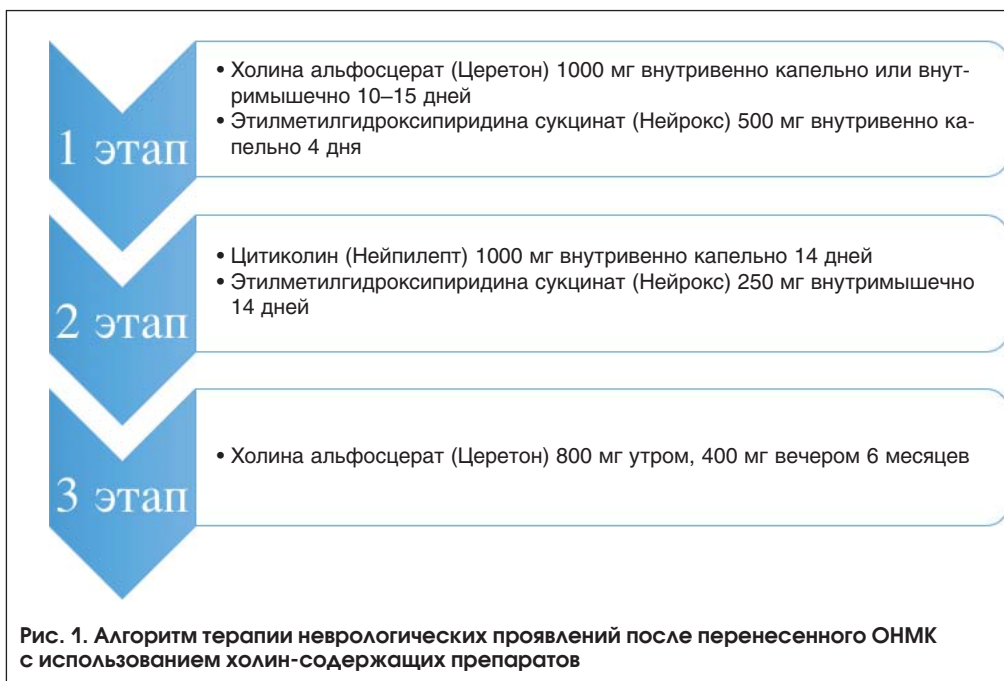 1 этап
• Холина альфосцерат (Церетон) 1000 мг внутривенно капельно или внут-
римышечно 10–15 дней
• Этилметилгидроксипиридина сукцинат (Нейрокс) 500 мг внутривенно ка-
пельно 4 дня
2 этап
• Цитиколин (Нейпилепт) 1000 мг внутривенно капельно 14 дней
• Этилметилгидроксипиридина сукцинат (Нейрокс) 250 мг внутримышечно
14 дней
3 этап
• Холина альфосцерат (Церетон) 800 мг утром, 400 мг вечером 6 месяцев
Рис. 1. Алгоритм терапии неврологических проявлений после перенесенного ОНМК
с использованием холин-содержащих препаратов